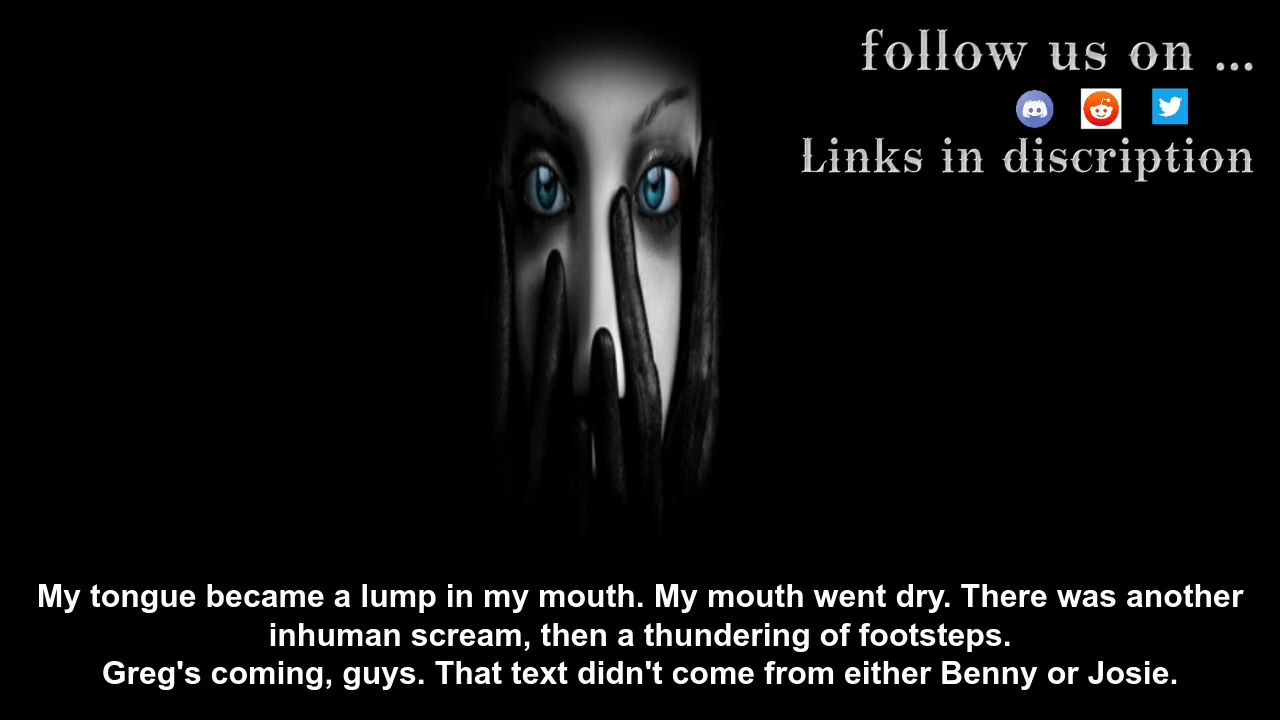 follow us on ...
Links in discription
My tongue became a lump in my mouth. My mouth went dry. There was another
inhuman scream, then a thundering of footsteps.
Greg's coming, guys. That text didn't come from either Benny or Josie.